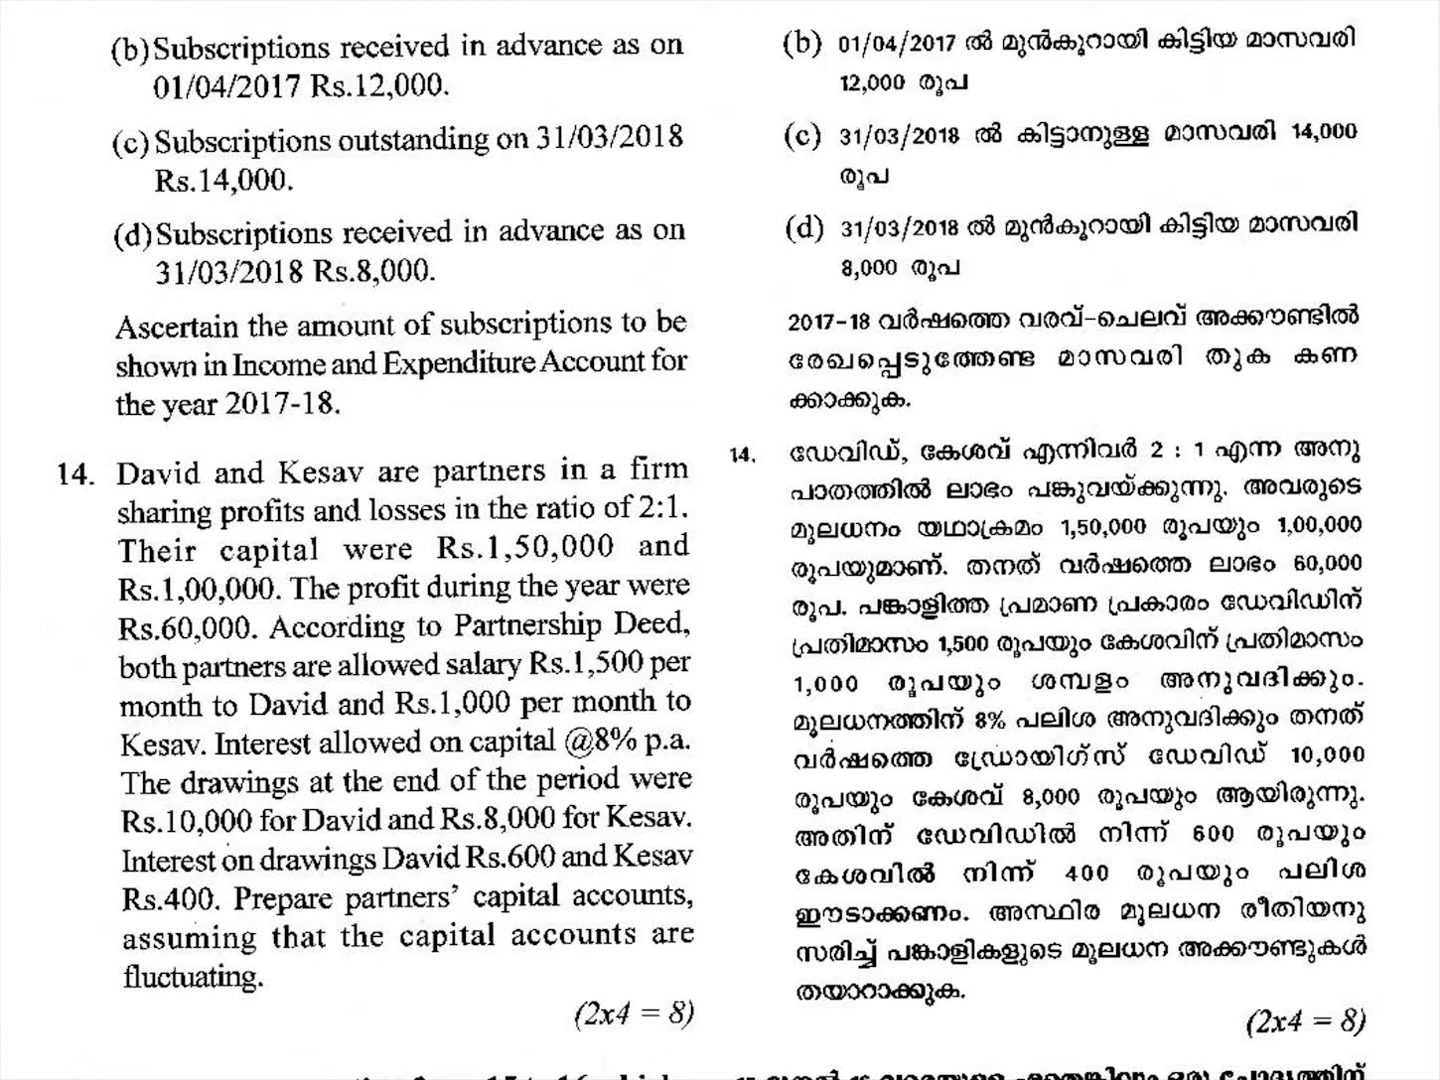 (b) Subscriptions received in advance as on
01/04/2017 Rs.12,000.
(c) Subscriptions outstanding on 31/03/2018
Rs.14,000.
(d) Subscriptions received in advance as on
31/03/2018 Rs.8,000.
Ascertain the amount of subscriptions to be
shown in Income and Expenditure Account for
the year 2017-18.
14. David and Kesav are partners in a firm
sharing profits and losses in the ratio of 2:1.
Their capital were Rs.1,50,000 and
Rs.1,00,000. The profit during the year were
Rs.60,000. According to Partnership Deed,
both partners are allowed salary Rs.1,500 per
month to David and Rs.1,000 per month to
Kesav. Interest allowed on capital @8% p.a.
The drawings at the end of the period were
Rs.10,000 for David and Rs.8,000 for Kesav.
Interest on drawings David Rs.600 and Kesav
Rs.400. Prepare partners' capital accounts,
assuming that the capital accounts are
fluctuating.
(2x4 = 8)
(b) 01/04/2017 ൽ മുൻകൂറായി കിട്ടിയ മാസവരി
12,000 രൂപ
(c) 31/03/2018 ൽ കിട്ടാനുള്ള മാസവരി 14,000
രൂപ
(d) 31/03/2018 ൽ മുൻകൂറായി കിട്ടിയ മാസവരി
8,000 രൂപ
2017-18 വർഷത്തെ വരവ്-ചെലവ് അക്കൗണ്ടിൽ
രേഖപ്പെടുത്തേണ്ട മാസവരി തുക കണ
ക്കാക്കുക.
14. ഡേവിഡ്, കേശവ് എന്നിവർ 2 : 1 എന്ന അനു
പാതത്തിൽ ലാഭം പങ്കുവയ്ക്കുന്നു. അവരുടെ
മൂലധനം യഥാക്രമം 1,50,000 രൂപയും 1,00,000
രൂപയുമാണ്. തനത് വർഷത്തെ ലാഭം 60,000
രൂപ. പങ്കാളിത്ത പ്രമാണ പ്രകാരം ഡേവിഡിന്
പ്രതിമാസം 1,500 രൂപയും കേശവിന് പ്രതിമാസം
1,000 രൂപയും ശമ്പളം അനുവദിക്കും.
മൂലധനത്തിന് 8% പലിശ അനുവദിക്കും തനത്
വർഷത്തെ ഡ്രോയിഗ്സ് ഡേവിഡ് 10,000
രൂപയും കേശവ് 8,000 രൂപയും ആയിരുന്നു.
അതിന് ഡേവിഡിൽ നിന്ന് 600 രൂപയും
കേശവിൽ നിന്ന് 400 രൂപയും പലിശ
ഈടാക്കണം. അസ്ഥിര മൂലധന രീതിയനു
സരിച്ച് പങ്കാളികളുടെ മൂലധന അക്കൗണ്ടുകൾ
തയാറാക്കുക.
(2x4 = 8)